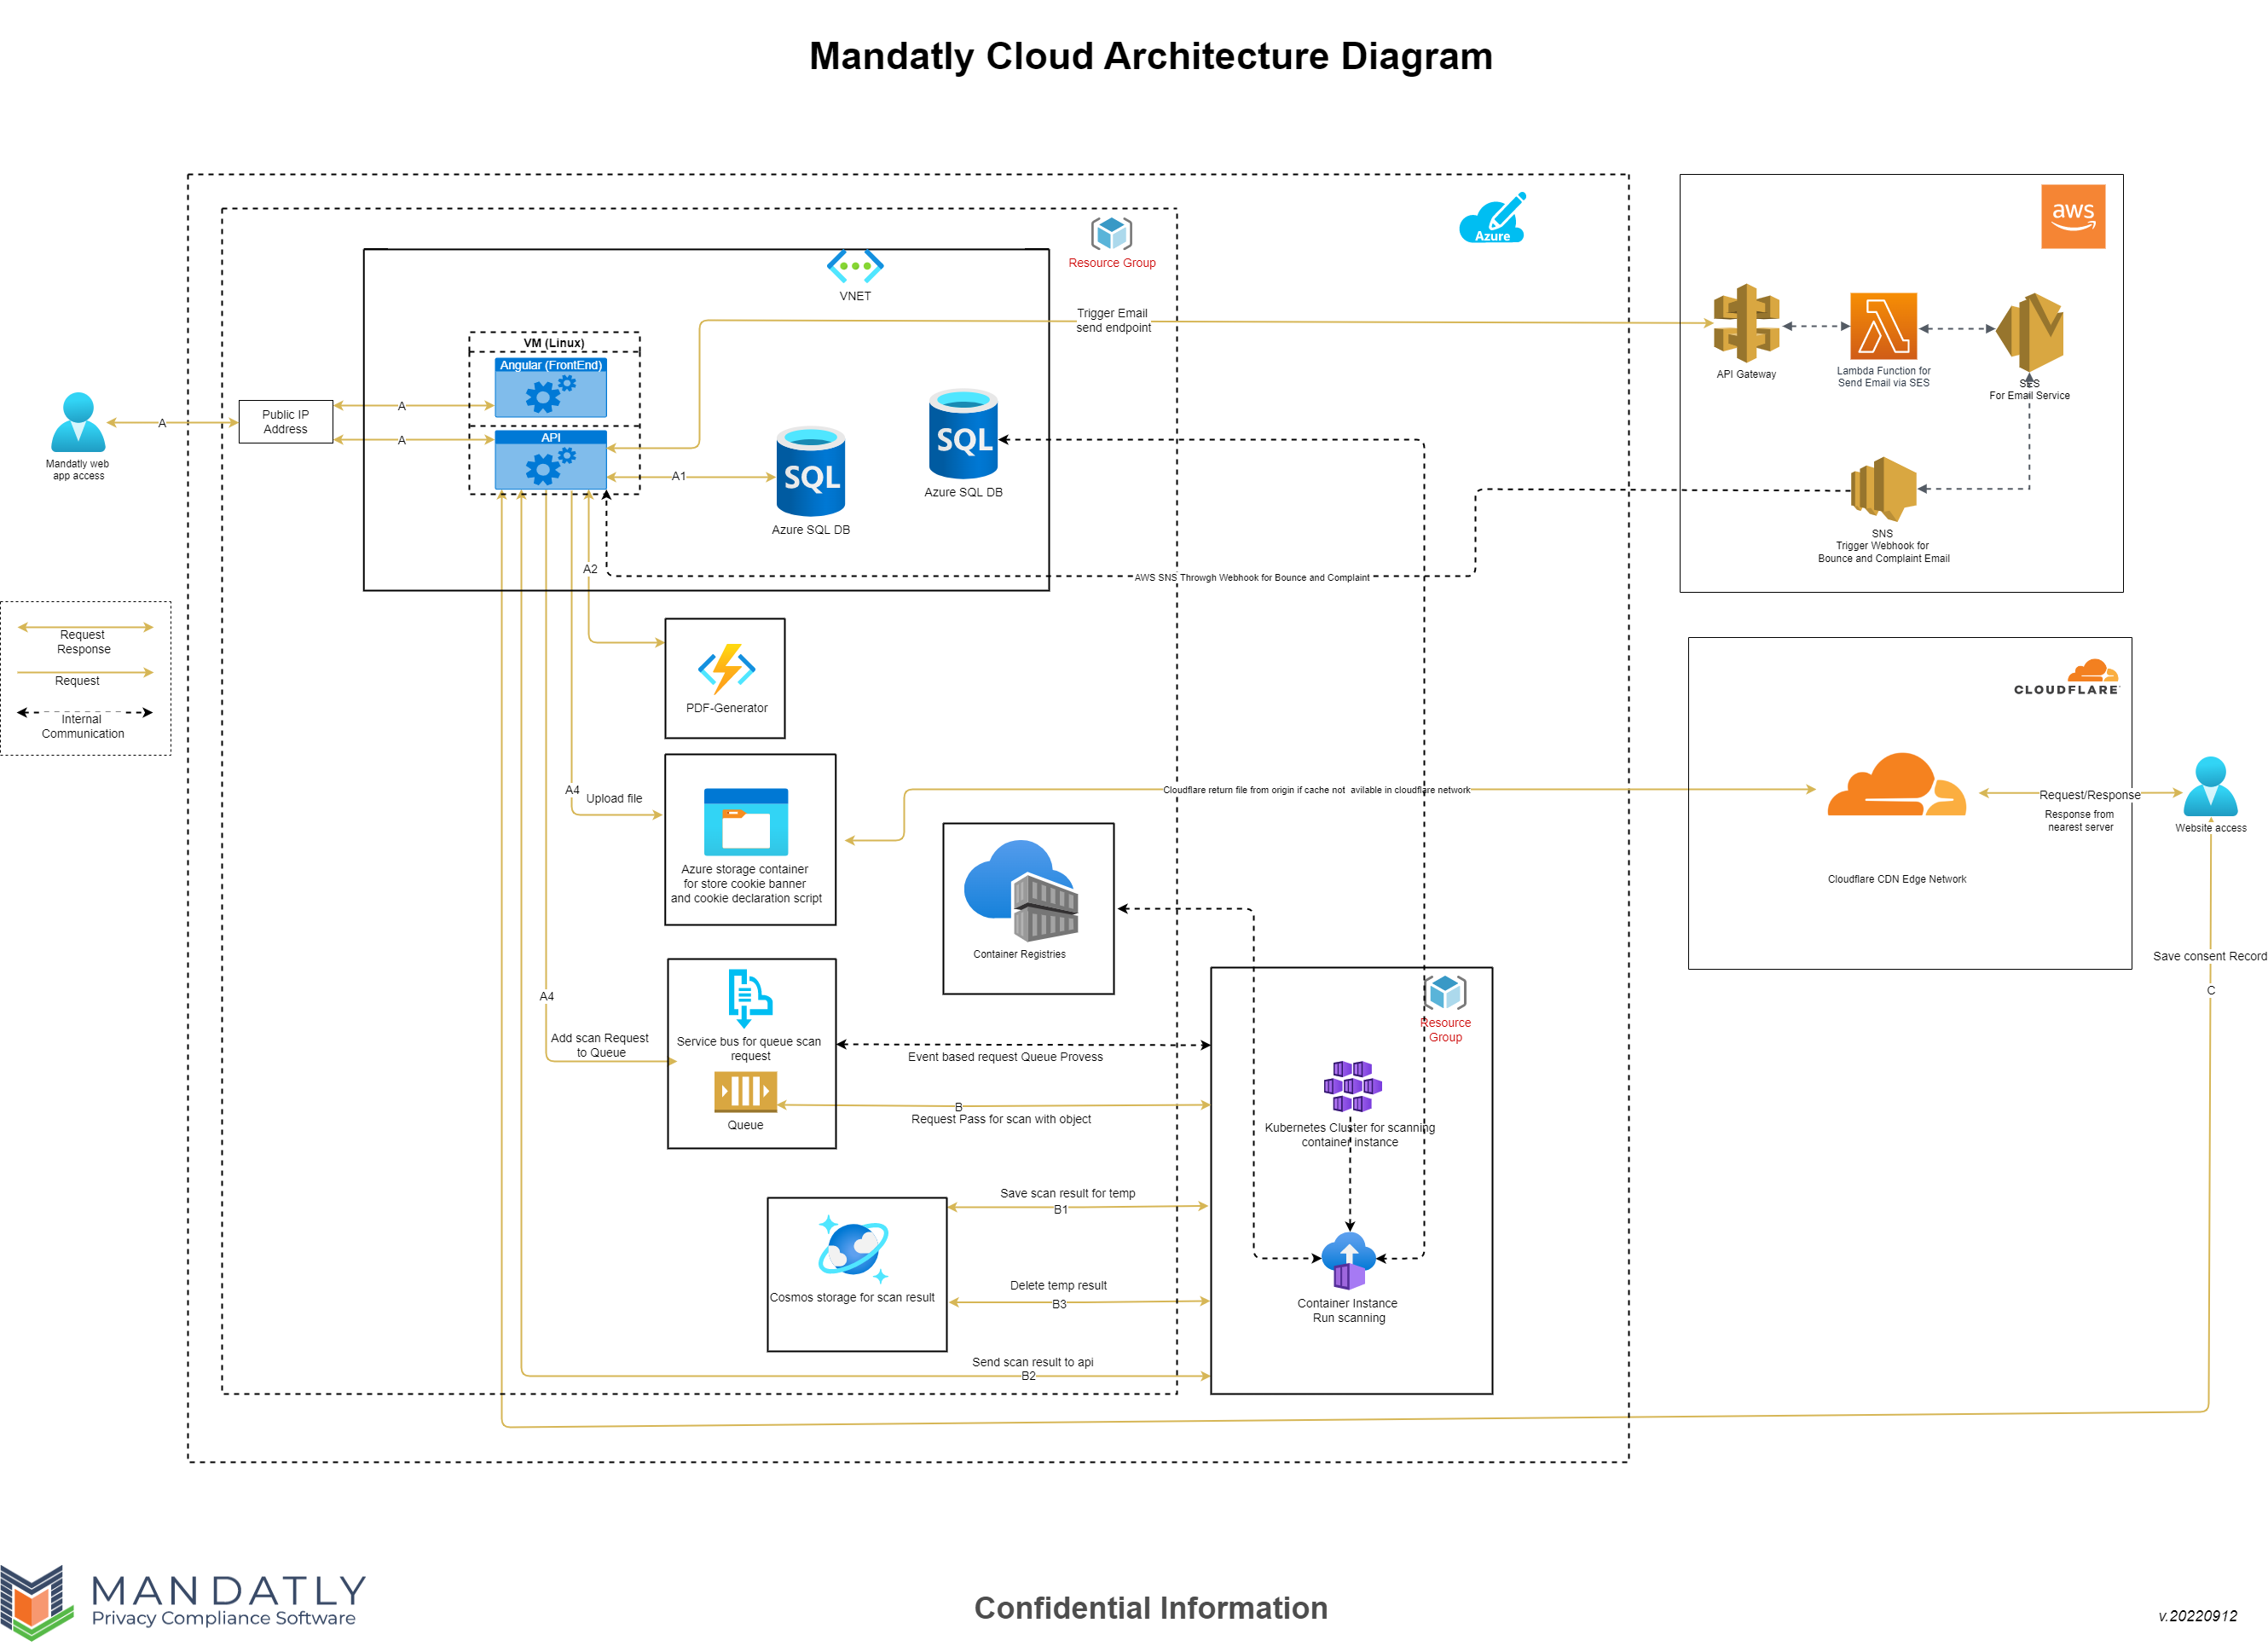 Mandatly Cloud Architecture Diagram
Azure
aws
Resource Group
VNET
Trigger Email
send endpoint
VM (Linux)
Angular (FrontEnd)
API
API Gateway
Lambda Function for
Send Email via SES
SES
For Email Service
A
Public IP
Address
A
A
Mandatly web
app access
SQL
Azure SQL DB
SQL
Azure SQL DB
A1
SNS
Trigger Webhook for
Bounce and Complaint Email
A2
AWS SNS Throwgh Webhook for Bounce and Complaint
Request
Response
Request
Internal
Communication
PDF-Generator
CLOUDFLARE
A4
Upload file
Cloudflare return file from origin if cache not avilable in cloudflare network
Request/Response
Response from
nearest server
Website access
Azure storage container
for store cookie banner
and cookie declaration script
Cloudflare CDN Edge Network
Container Registries
Save consent Record
C
A4
Add scan Request
to Queue
Service bus for queue scan
request
Queue
Event based request Queue Provess
B
Request Pass for scan with object
Resource
Group
Kubernetes Cluster for scanning
container instance
Save scan result for temp
B1
Cosmos storage for scan result
Delete temp result
B3
Container Instance
Run scanning
Send scan result to api
B2
MANDATLY
Privacy Compliance Software
Confidential Information
v.20220912